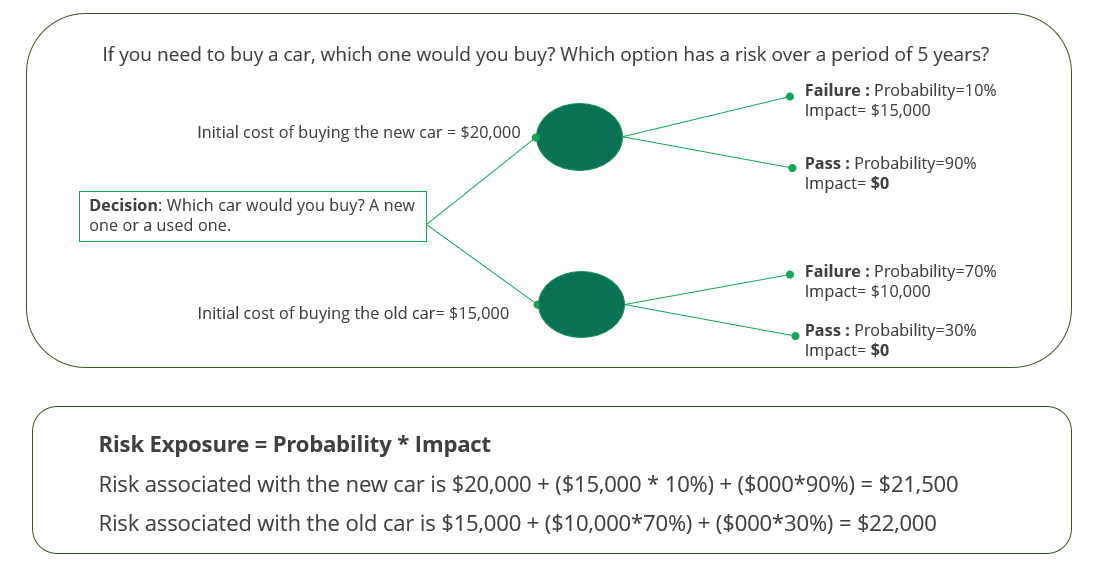 If you need to buy a car, which one would you buy? Which option has a risk over a period of 5 years?
Failure : Probability=10%
Impact= $15,000
Initial cost of buying the new car = $20,000
Pass : Probability=90%
Impact= $0
Decision: Which car would you buy? A new
one or a used one.
Failure : Probability=70%
Impact= $10,000
Initial cost of buying the old car= $15,000
Pass : Probability=30%
Impact= $0
Risk Exposure = Probability * Impact
Risk associated with the new car is $20,000 + ($15,000 * 10%) + ($000*90%) = $21,500
Risk associated with the old car is $15,000 + ($10,000*70%) + ($000*30%) = $22,000